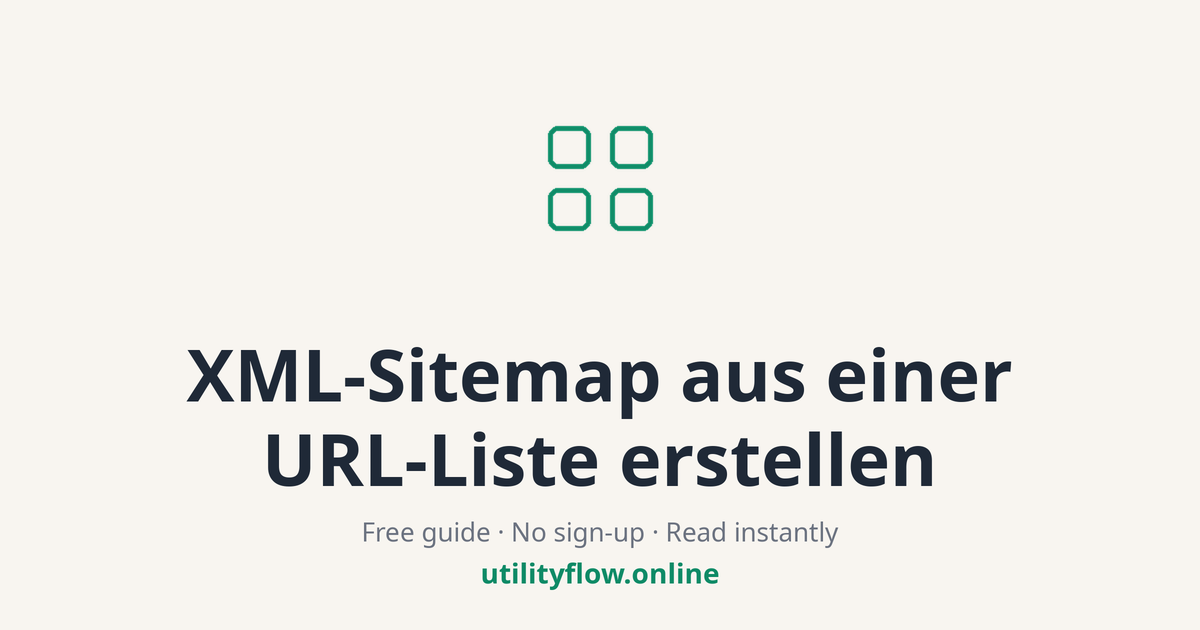 XML-Sitemap aus einer
URL-Liste erstellen
Free guide · No sign-up · Read instantly
utilityflow.online